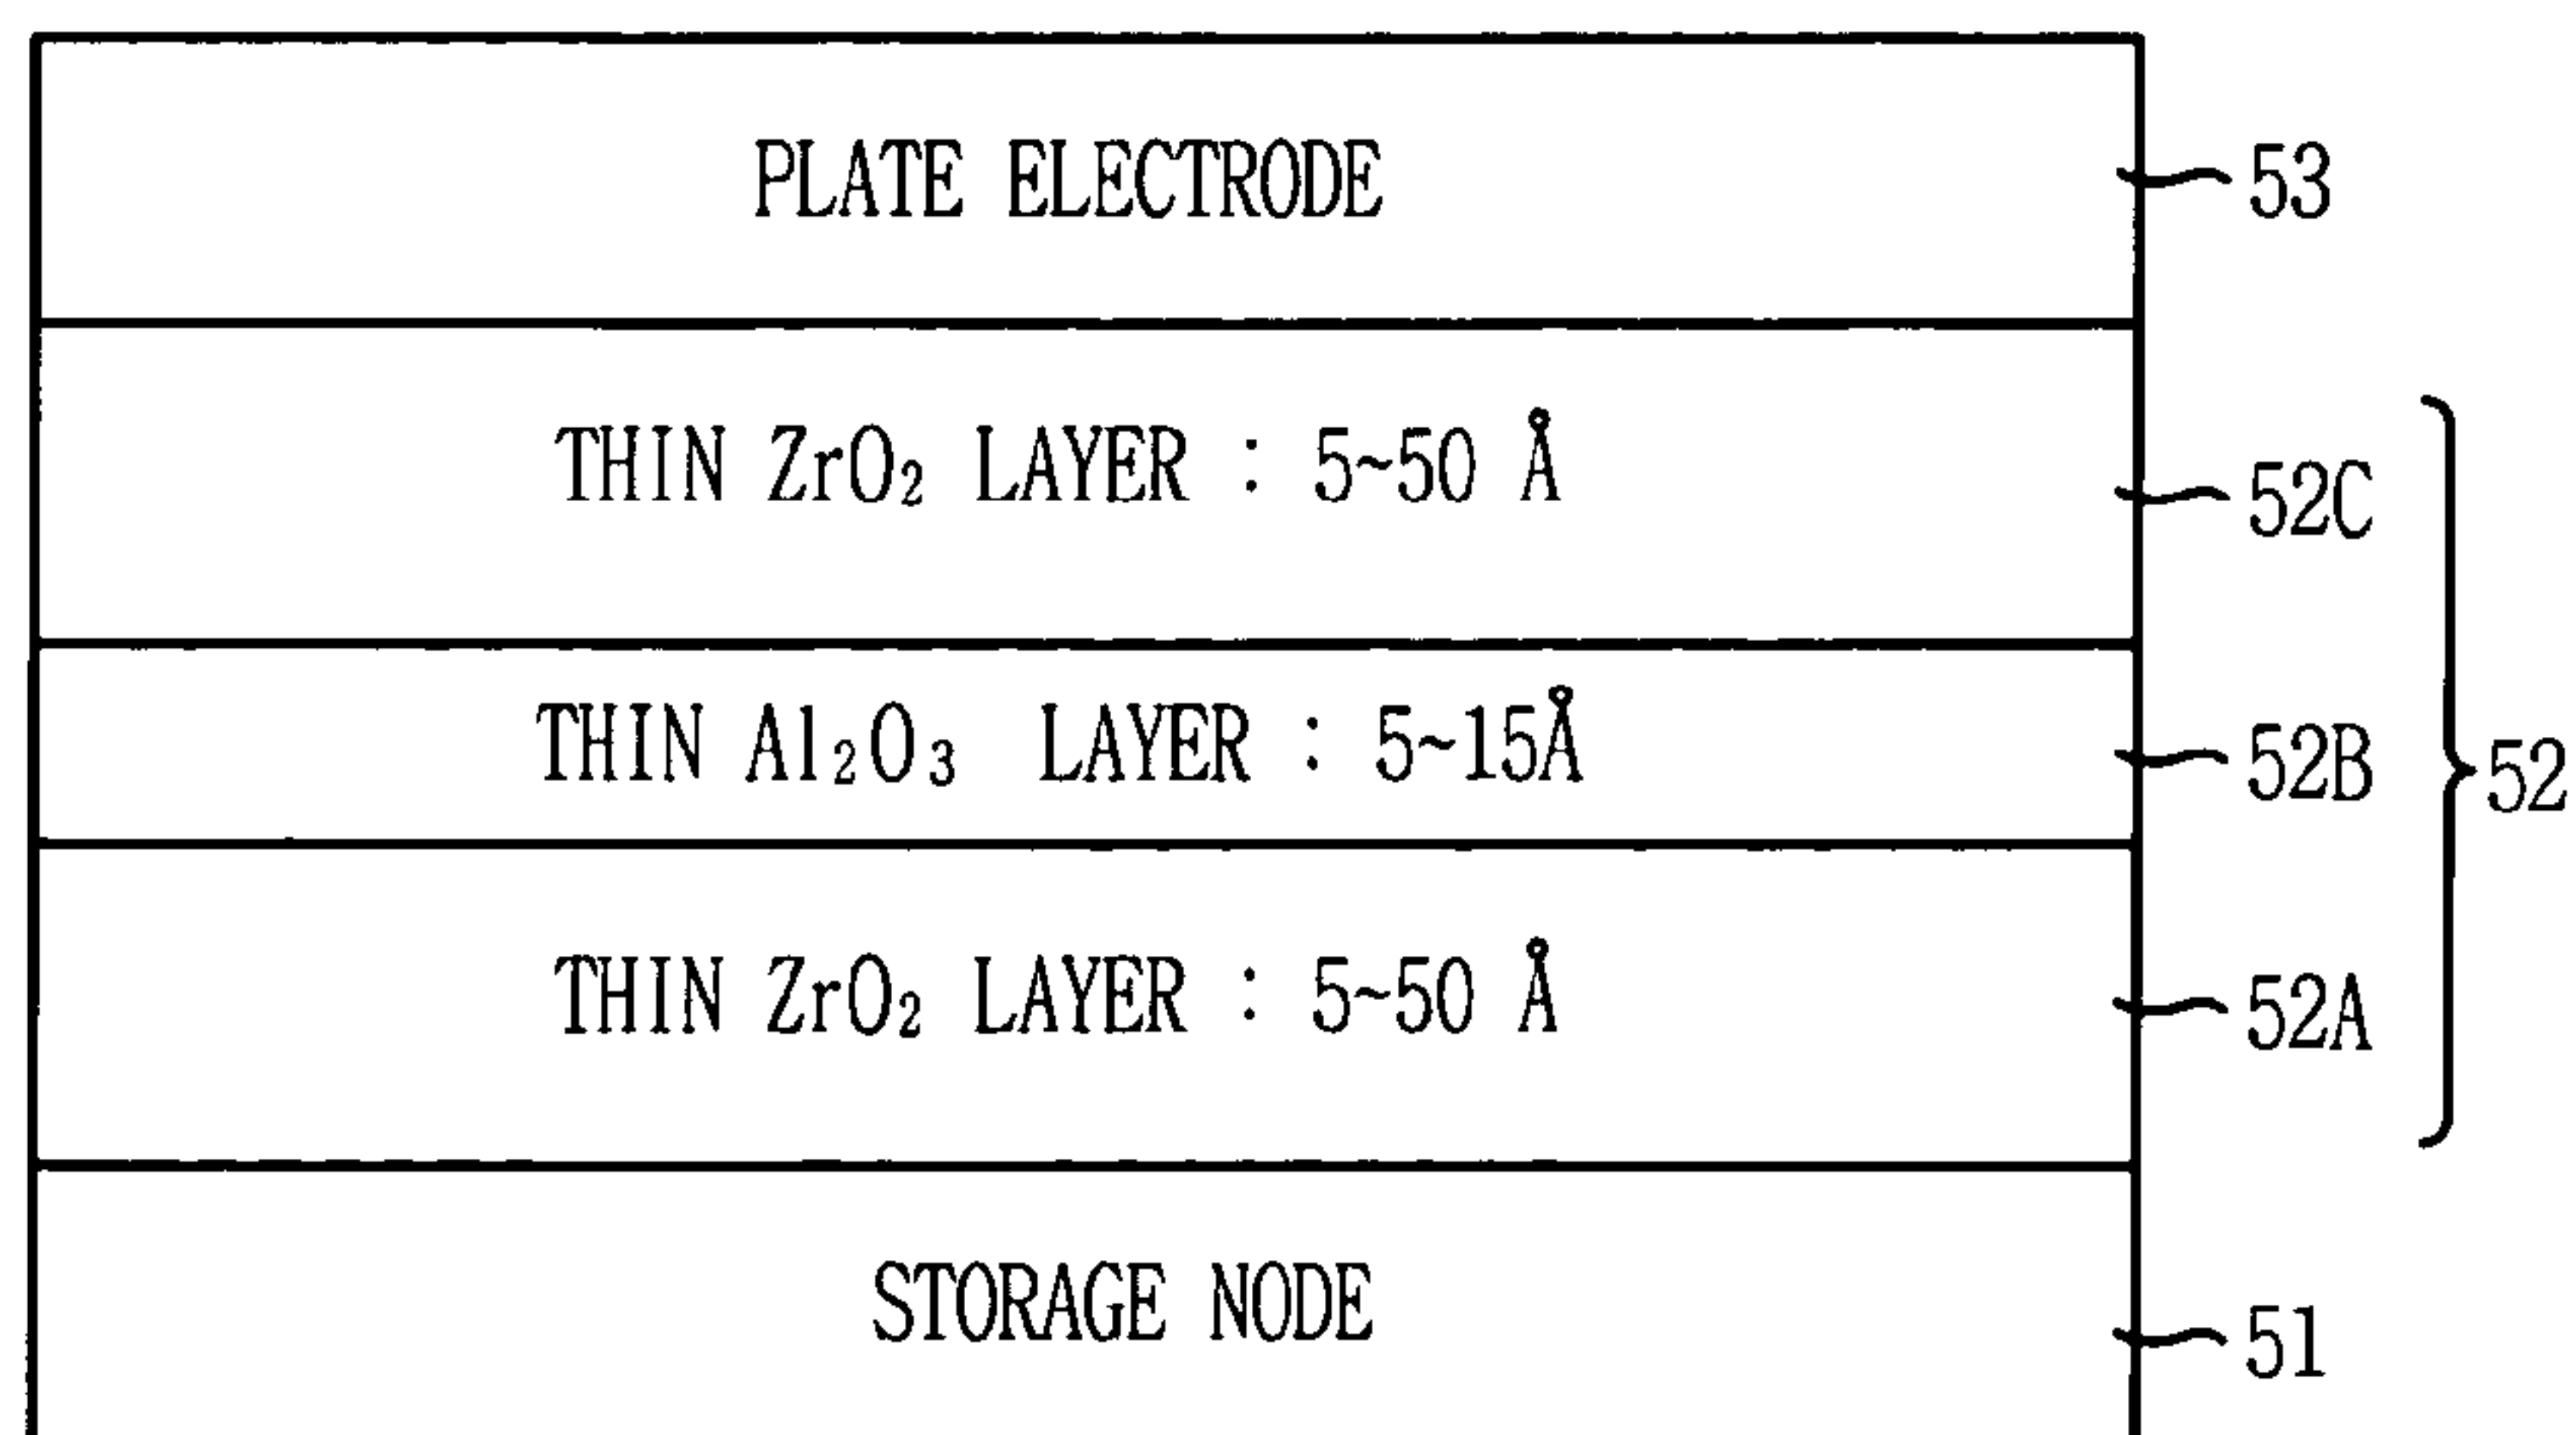 PLATE ELECTRODE 53
THIN ZrO₂ LAYER : 5~50 Å 52C
THIN Al₂O₃ LAYER : 5~15Å 52B
52
THIN ZrO₂ LAYER : 5~50 Å 52A
STORAGE NODE 51